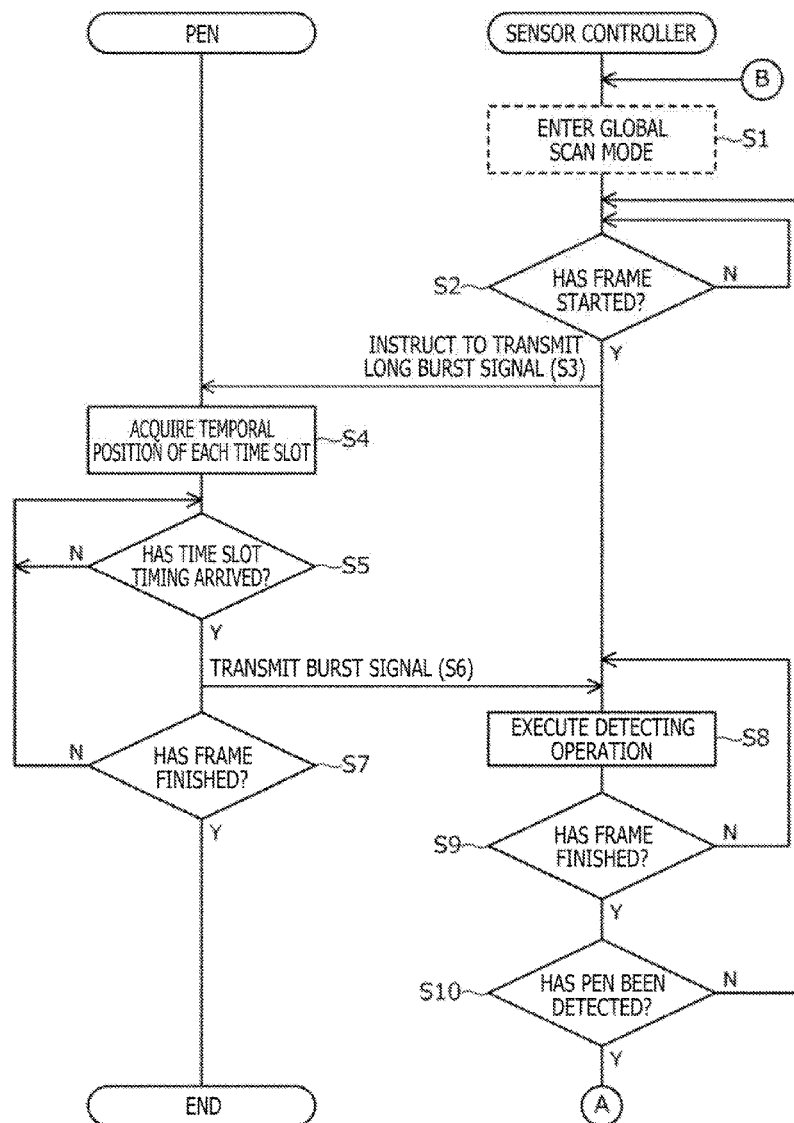 PEN
SENSOR CONTROLLER
B
ENTER GLOBAL
SCAN MODE
S1
S2
HAS FRAME
STARTED?
N
Y
INSTRUCT TO TRANSMIT
LONG BURST SIGNAL (S3)
ACQUIRE TEMPORAL
POSITION OF EACH TIME SLOT
S4
N
HAS TIME SLOT
TIMING ARRIVED?
S5
Y
TRANSMIT BURST SIGNAL (S6)
EXECUTE DETECTING
OPERATION
S8
N
HAS FRAME
FINISHED?
S7
Y
S9
HAS FRAME
FINISHED?
N
Y
S10
HAS PEN BEEN
DETECTED?
N
Y
END
A